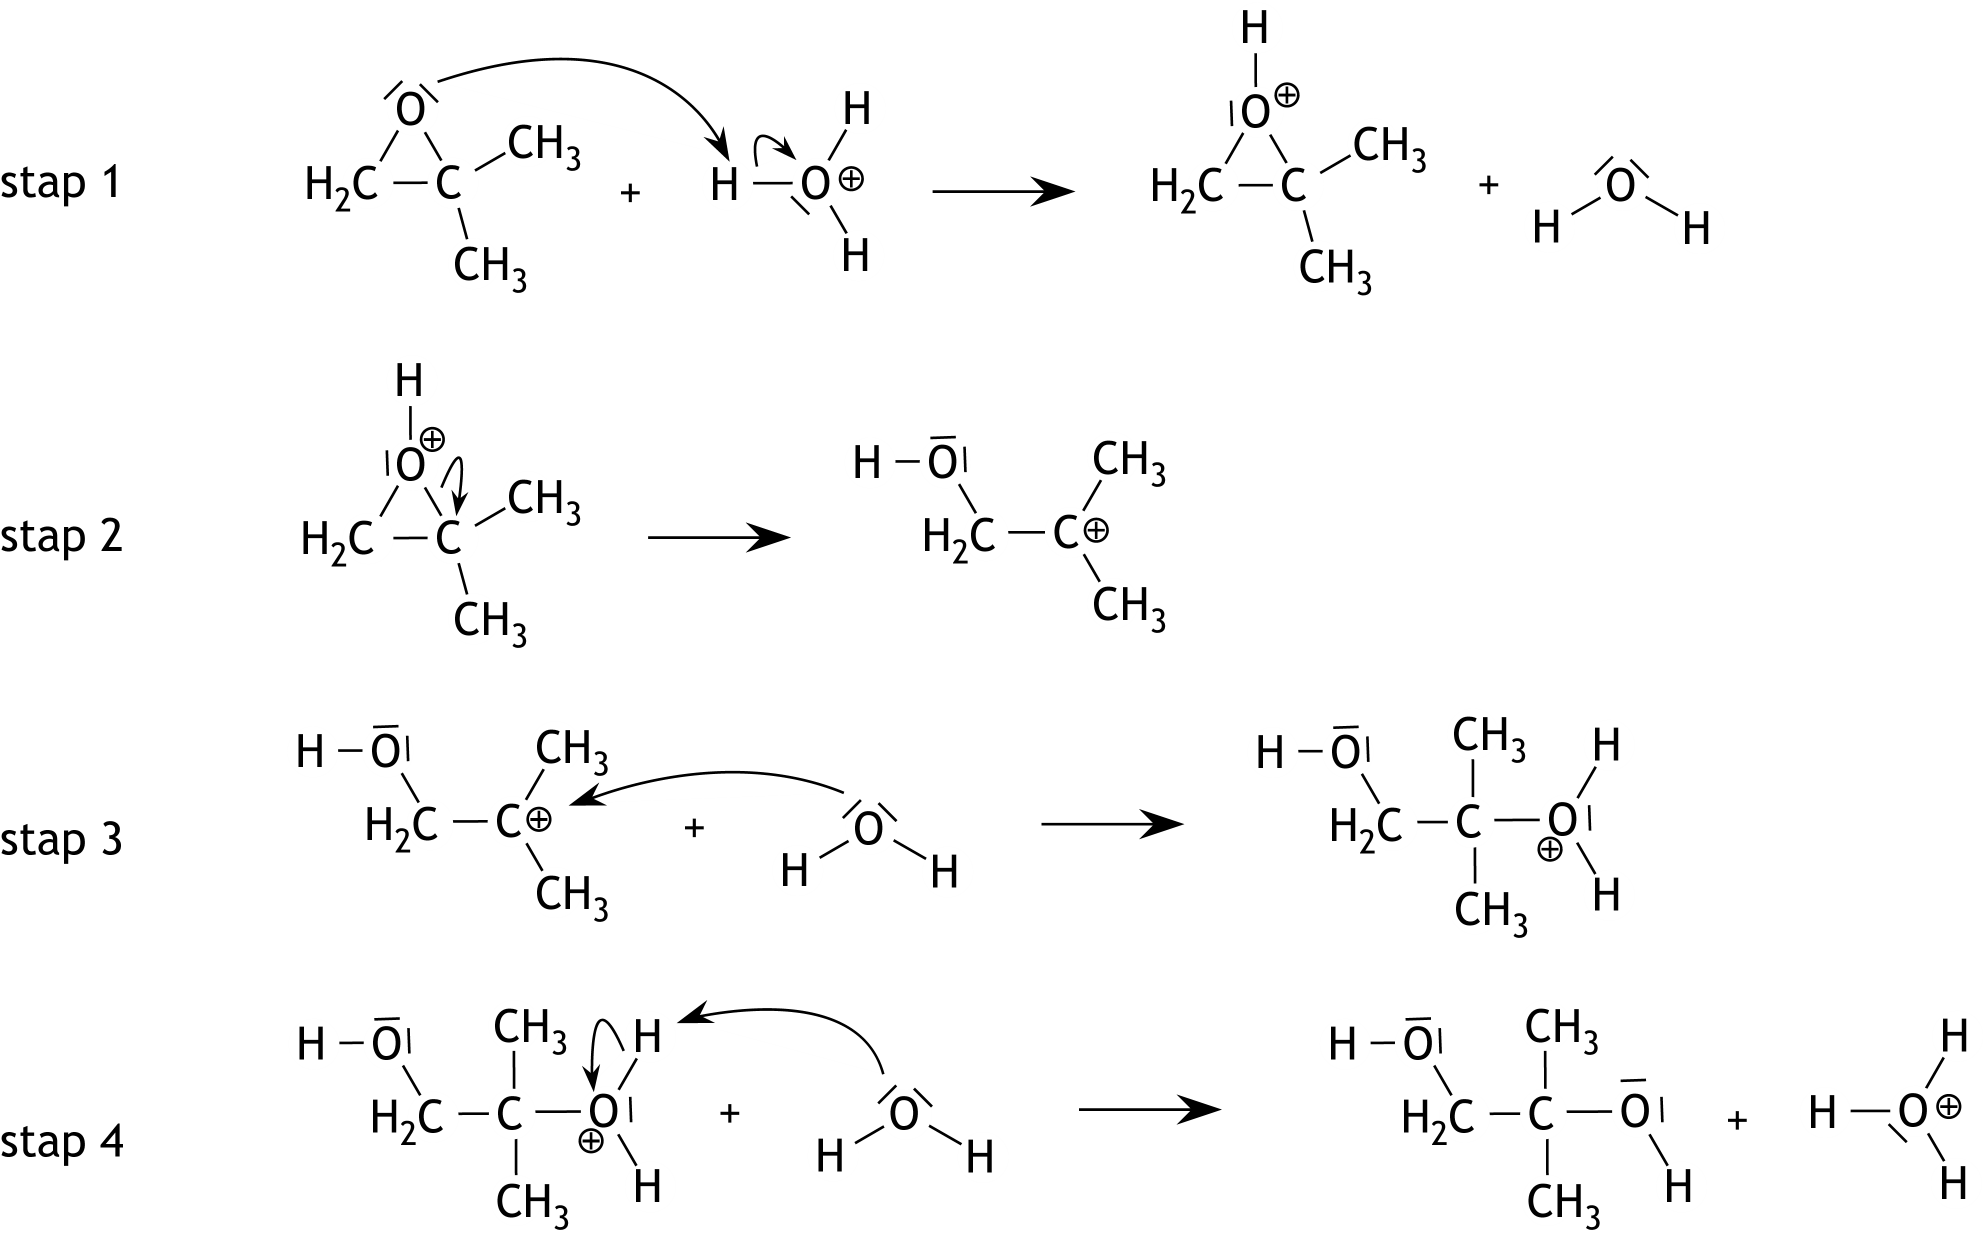 stap 1
H₂C — C
O
CH₃
CH₃
+
H — O ⊕
H
H
H
O ⊕
H₂C — C
CH₃
CH₃
+
O
H H
stap 2
H
O ⊕
H₂C — C
CH₃
CH₃
H – O
H₂C — C ⊕
CH₃
CH₃
stap 3
H – O
H₂C — C ⊕
CH₃
CH₃
+
O
H H
H – O
H₂C — C — O
⊕
CH₃
CH₃
H
H
stap 4
H – O
H₂C — C — O
⊕
CH₃
CH₃
H
H
+
O
H H
H – O
H₂C — C — O
CH₃
CH₃
H
+
H — O ⊕
H
H